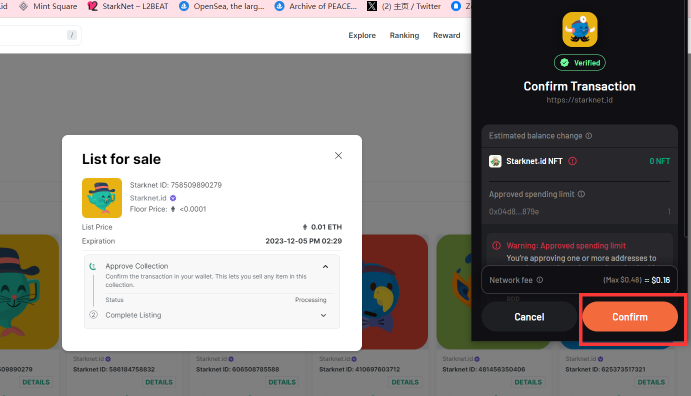 .id Mint Square StarkNet – L2BEAT OpenSea, the larg... Archive of PEACE... (2) 主页 / Twitter
/
Explore Ranking Reward
List for sale
Starknet ID: 758509890279
Starknet.id
Floor Price: <0.0001
List Price 0.01 ETH
Expiration 2023-12-05 PM 02:29
Approve Collection
Confirm the transaction in your wallet. This lets you sell any item in this
collection.
Status Processing
2 Complete Listing
Verified
Confirm Transaction
https://starknet.id
Estimated balance change
Starknet.id NFT 0 NFT
Approved spending limit
0x04d8...879e 1
Warning: Approved spending limit
You're approving one or more addresses to
Network fee (Max $0.48) ≈ $0.16
Cancel Confirm
Starknet.id Starknet.id Starknet.id Starknet.id Starknet.id
509890279 Starknet ID: 586184758832 Starknet ID: 606508785588 Starknet ID: 410697603712 Starknet ID: 481456350406 Starknet ID: 625373517321
DETAILS DETAILS DETAILS DETAILS DETAILS DETAILS